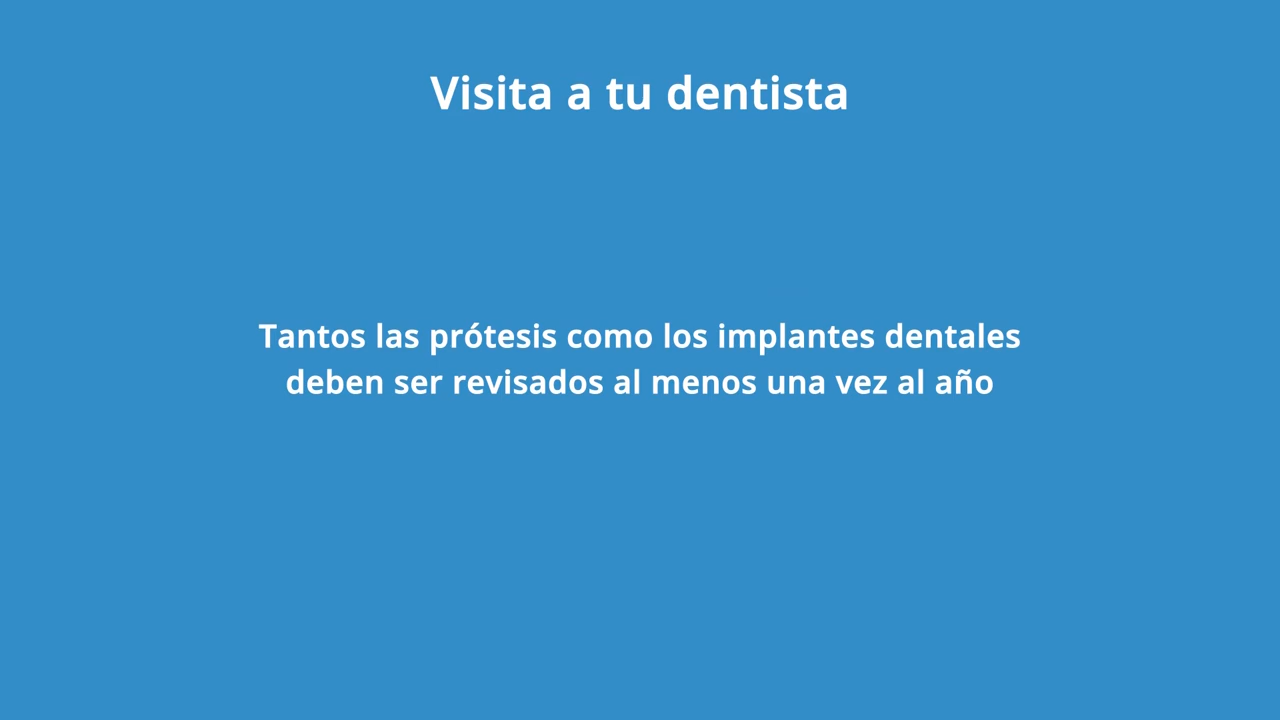 Visita a tu dentista
Tantos las prótesis como los implantes dentales
deben ser revisados al menos una vez al año